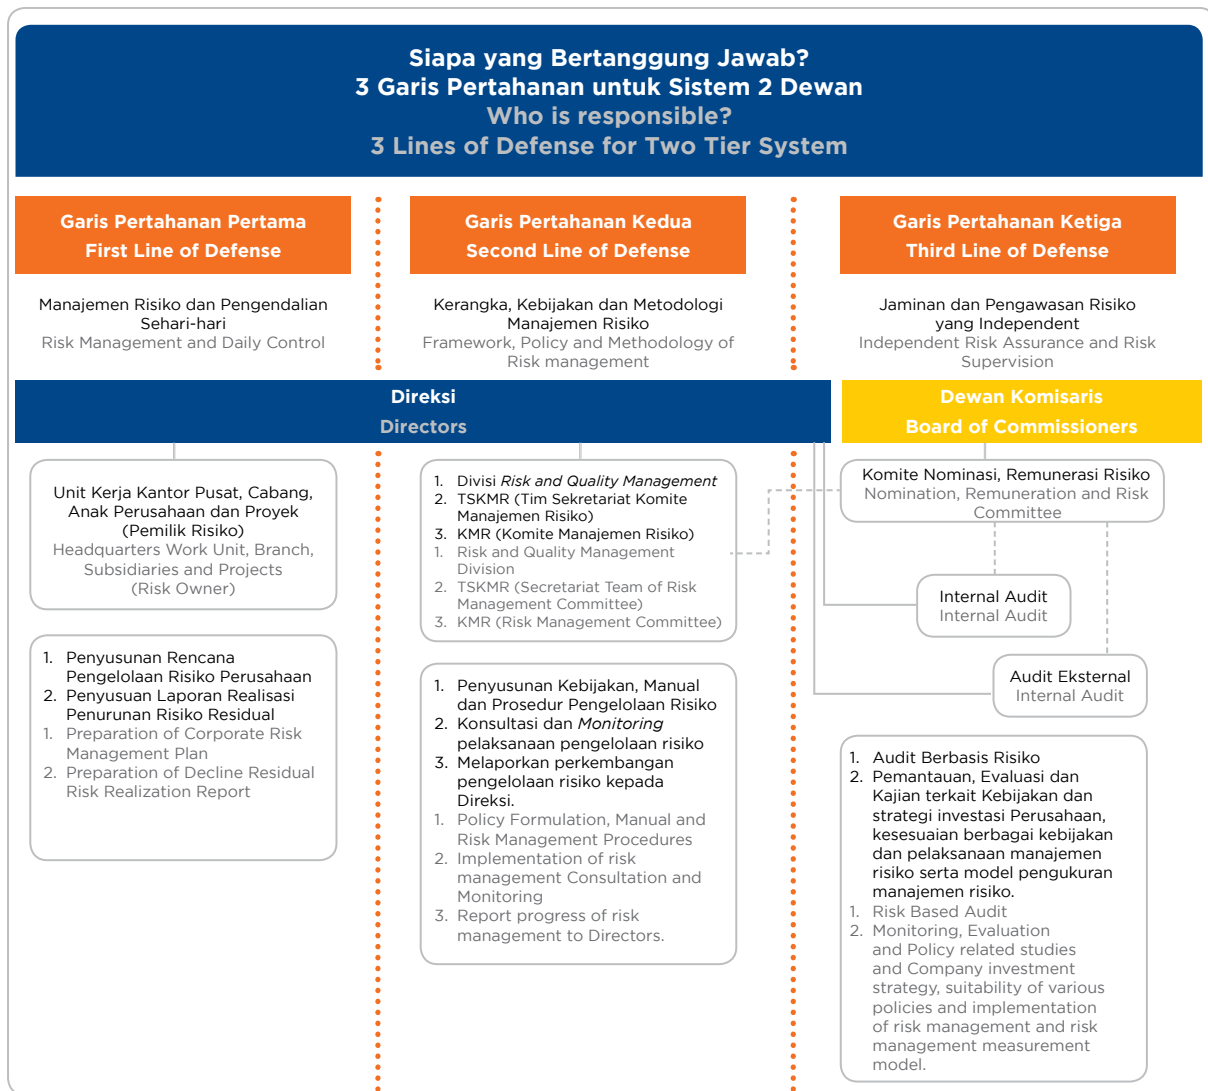 Siapa yang Bertanggung Jawab?
3 Garis Pertahanan untuk Sistem 2 Dewan
Who is responsible?
3 Lines of Defense for Two Tier System
Garis Pertahanan Pertama
First Line of Defense
Manajemen Risiko dan Pengendalian
Sehari-hari
Risk Management and Daily Control
Garis Pertahanan Kedua
Second Line of Defense
Kerangka, Kebijakan dan Metodologi
Manajemen Risiko
Framework, Policy and Methodology of
Risk management
Garis Pertahanan Ketiga
Third Line of Defense
Jaminan dan Pengawasan Risiko
yang Independent
Independent Risk Assurance and Risk
Supervision
Direksi
Directors
Dewan Komisaris
Board of Commissioners
Unit Kerja Kantor Pusat, Cabang,
Anak Perusahaan dan Proyek
(Pemilik Risiko)
Headquarters Work Unit, Branch,
Subsidiaries and Projects
(Risk Owner)
1. Penyusunan Rencana
Pengelolaan Risiko Perusahaan
2. Penyusuan Laporan Realisasi
Penurunan Risiko Residual
1. Preparation of Corporate Risk
Management Plan
2. Preparation of Decline Residual
Risk Realization Report
1. Divisi Risk and Quality Management
2. TSKMR (Tim Sekretariat Komite
Manajemen Risiko)
3. KMR (Komite Manajemen Risiko)
1. Risk and Quality Management
Division
2. TSKMR (Secretariat Team of Risk
Management Committee)
3. KMR (Risk Management Committee)
1. Penyusunan Kebijakan, Manual
dan Prosedur Pengelolaan Risiko
2. Konsultasi dan Monitoring
pelaksanaan pengelolaan risiko
3. Melaporkan perkembangan
pengelolaan risiko kepada
Direksi.
1. Policy Formulation, Manual and
Risk Management Procedures
2. Implementation of risk
management Consultation and
Monitoring
3. Report progress of risk
management to Directors.
Komite Nominasi, Remunerasi Risiko
Nomination, Remuneration and Risk
Committee
Internal Audit
Internal Audit
Audit Eksternal
Internal Audit
1. Audit Berbasis Risiko
2. Pemantauan, Evaluasi dan
Kajian terkait Kebijakan dan
strategi investasi Perusahaan,
kesesuaian berbagai kebijakan
dan pelaksanaan manajemen
risiko serta model pengukuran
manajemen risiko.
1. Risk Based Audit
2. Monitoring, Evaluation
and Policy related studies
and Company investment
strategy, suitability of various
policies and implementation
of risk management and risk
management measurement
model.